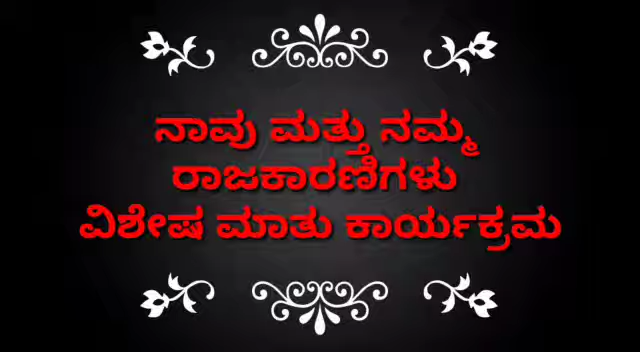 ನಾವು ಮತ್ತು ನಮ್ಮ
ರಾಜಕಾರಣಿಗಳು
ವಿಶೇಷ ಮಾತು ಕಾರ್ಯಕ್ರಮ